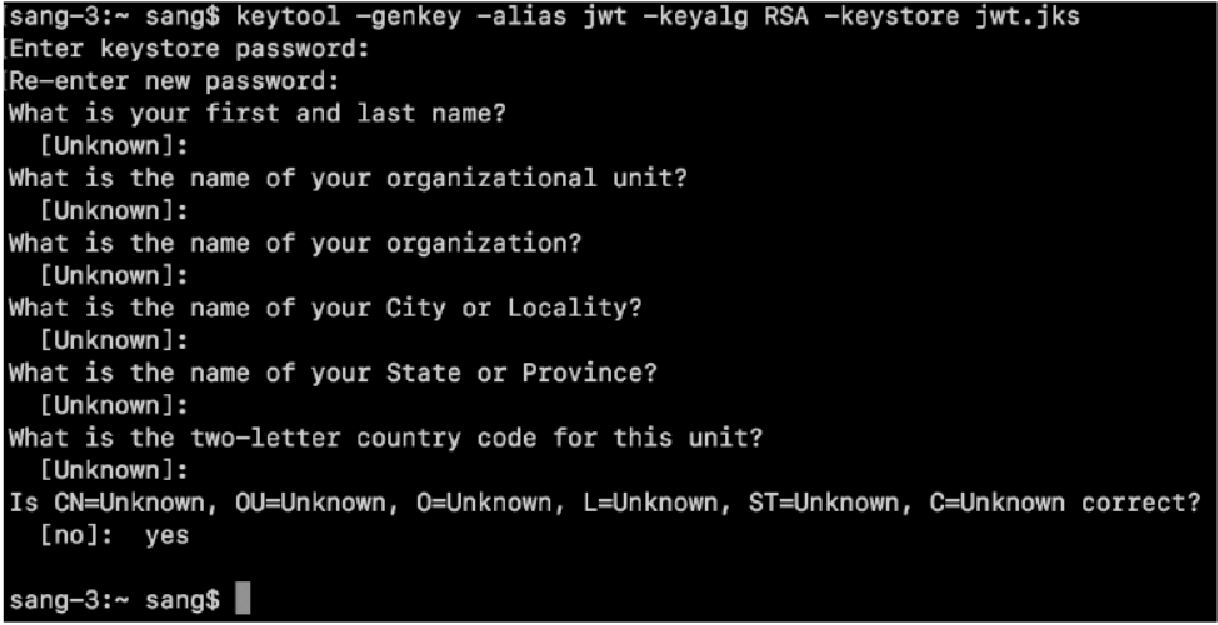 sang-3:~ sang$ keytool -genkey -alias jwt -keyalg RSA -keystore jwt.jks
Enter keystore password:
Re-enter new password:
What is your first and last name?
  [Unknown]:
What is the name of your organizational unit?
  [Unknown]:
What is the name of your organization?
  [Unknown]:
What is the name of your City or Locality?
  [Unknown]:
What is the name of your State or Province?
  [Unknown]:
What is the two-letter country code for this unit?
  [Unknown]:
Is CN=Unknown, OU=Unknown, O=Unknown, L=Unknown, ST=Unknown, C=Unknown correct?
  [no]:  yes
sang-3:~ sang$